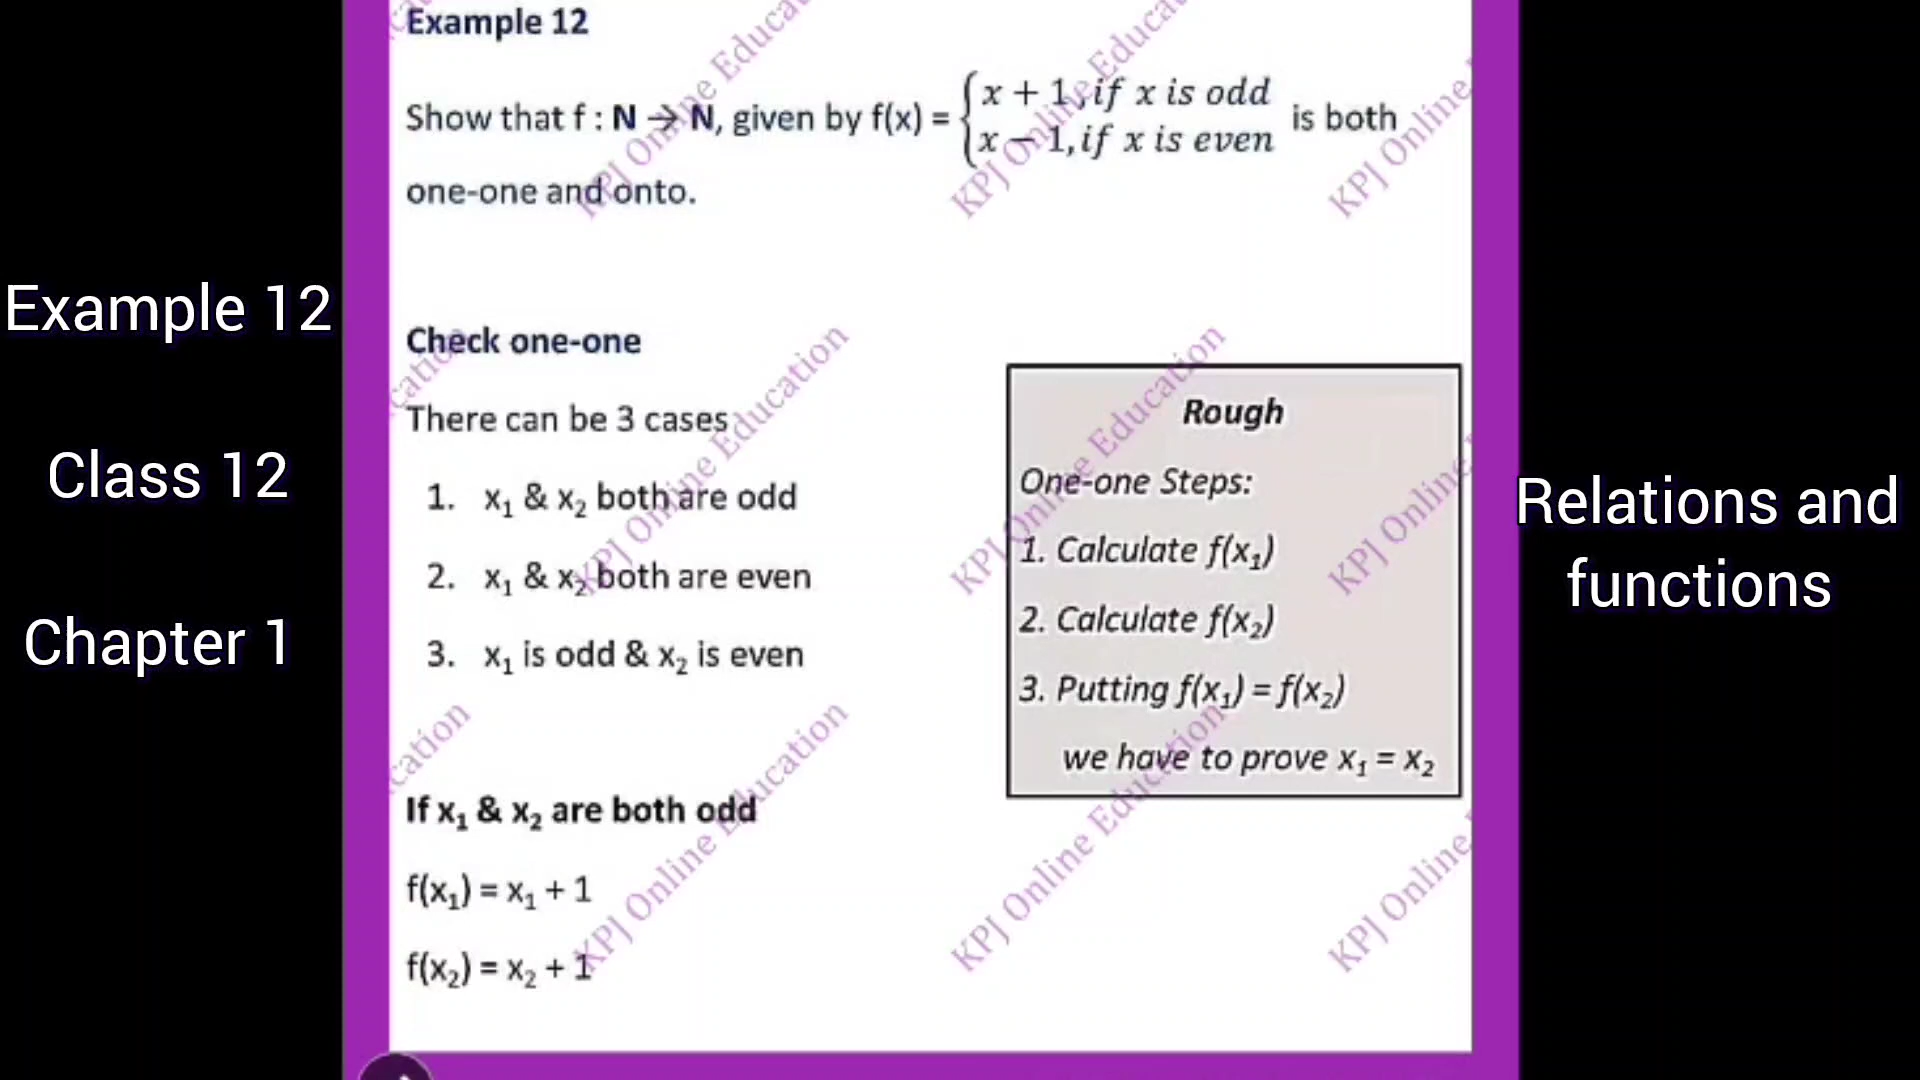 Example 12
Show that f : N → N, given by f(x) = { x + 1, if x is odd
x − 1, if x is even is both
one-one and onto.
Check one-one
There can be 3 cases
1. x₁ & x₂ both are odd
2. x₁ & x₂ both are even
3. x₁ is odd & x₂ is even
If x₁ & x₂ are both odd
f(x₁) = x₁ + 1
f(x₂) = x₂ + 1
Rough
One-one Steps:
1. Calculate f(x₁)
2. Calculate f(x₂)
3. Putting f(x₁) = f(x₂)
we have to prove x₁ = x₂
Example 12
Class 12
Chapter 1
Relations and
functions
KPJ Online Education